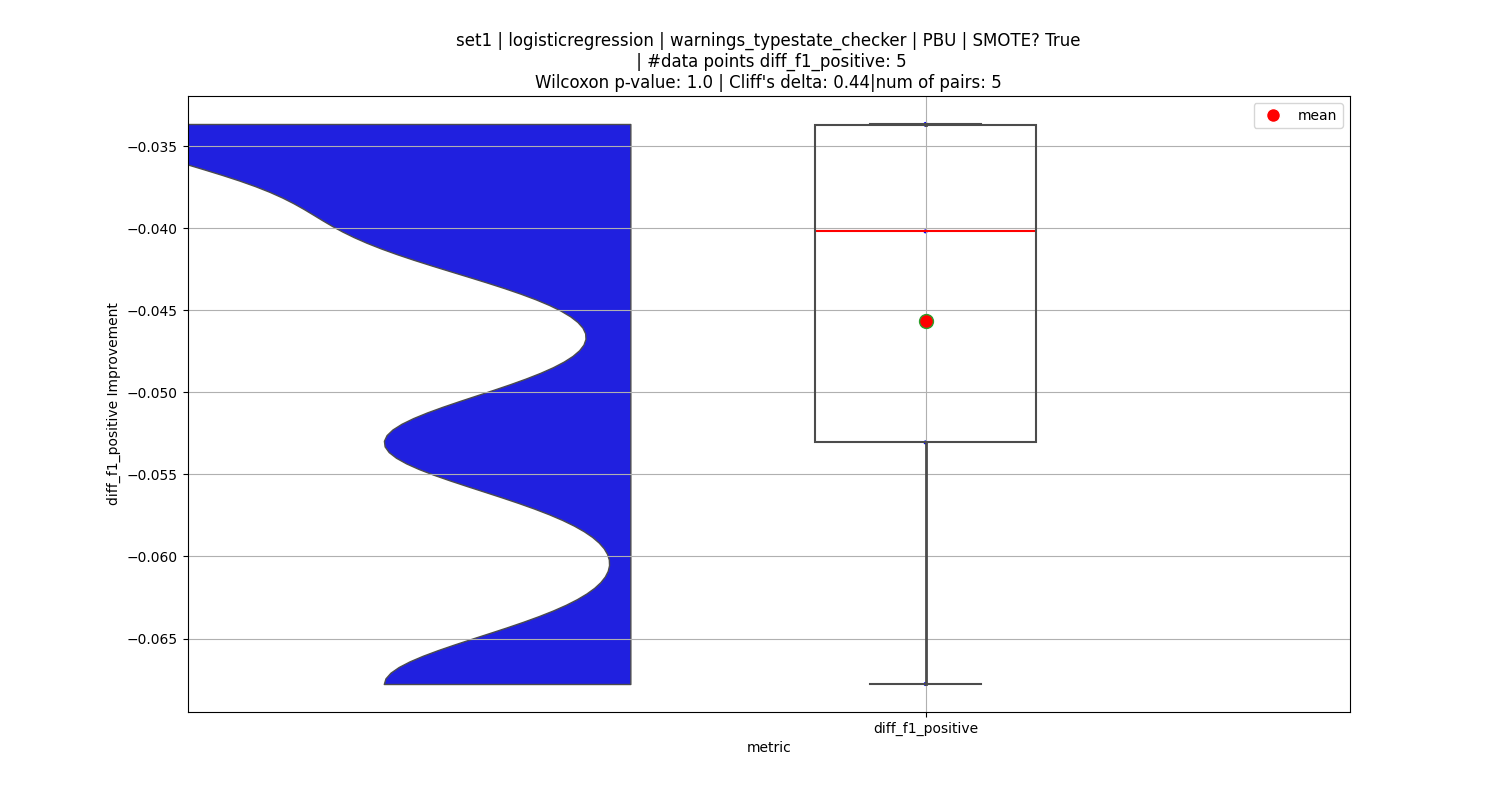 set1 | logisticregression | warnings_typestate_checker | PBU | SMOTE? True
| #data points diff_f1_positive: 5
Wilcoxon p-value: 1.0 | Cliff's delta: 0.44|num of pairs: 5
mean
−0.035
−0.040
−0.045
−0.050
−0.055
−0.060
−0.065
diff_f1_positive Improvement
diff_f1_positive
metric